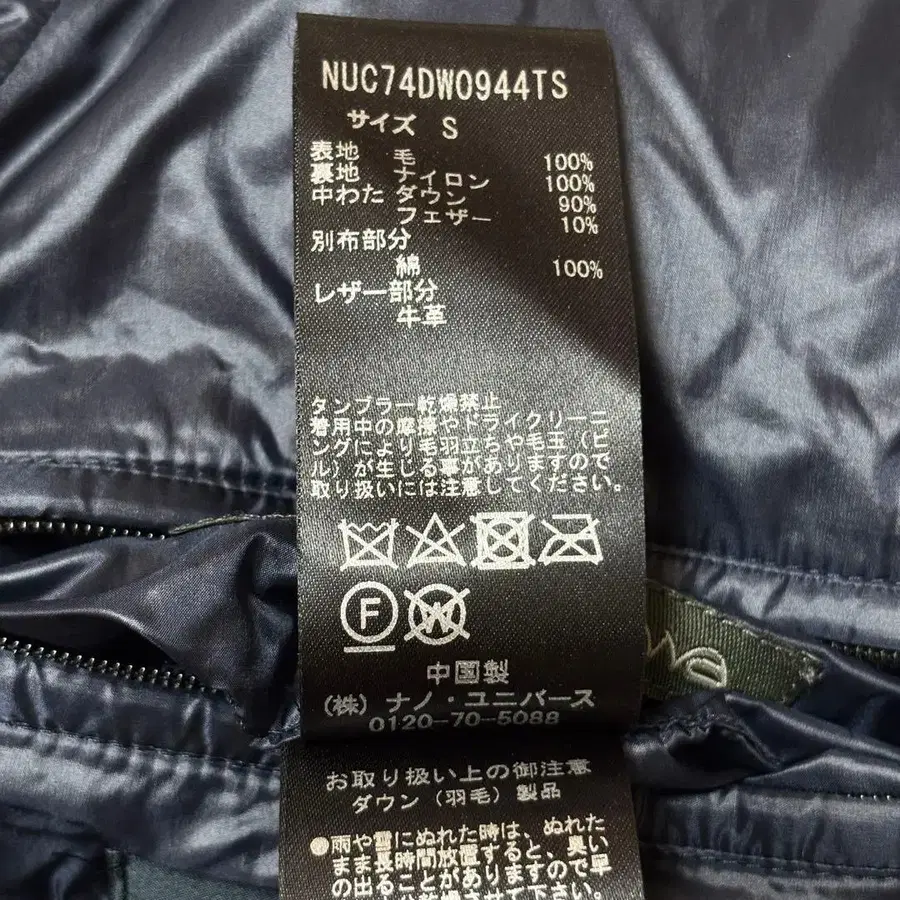 NUC74DW0944TS
サイズ S
表地 毛 100%
裏地 ナイロン 100%
中わた ダウン 90%
フェザー 10%
別布部分
綿 100%
レザー部分
牛革
タンブラー乾燥禁止
着用中の摩擦やドライクリーニ
ングにより毛羽立ちや毛玉（ピ
ル）が生じる事がありますので
取り扱いには注意してください。
F
W
中国製
（株）ナノ・ユニバース
0120-70-5088
お取り扱い上の御注意
ダウン（羽毛）製品
●雨や雪にぬれた時は、ぬれた
まま長時間放置すると、臭い
の出ることがありますので早